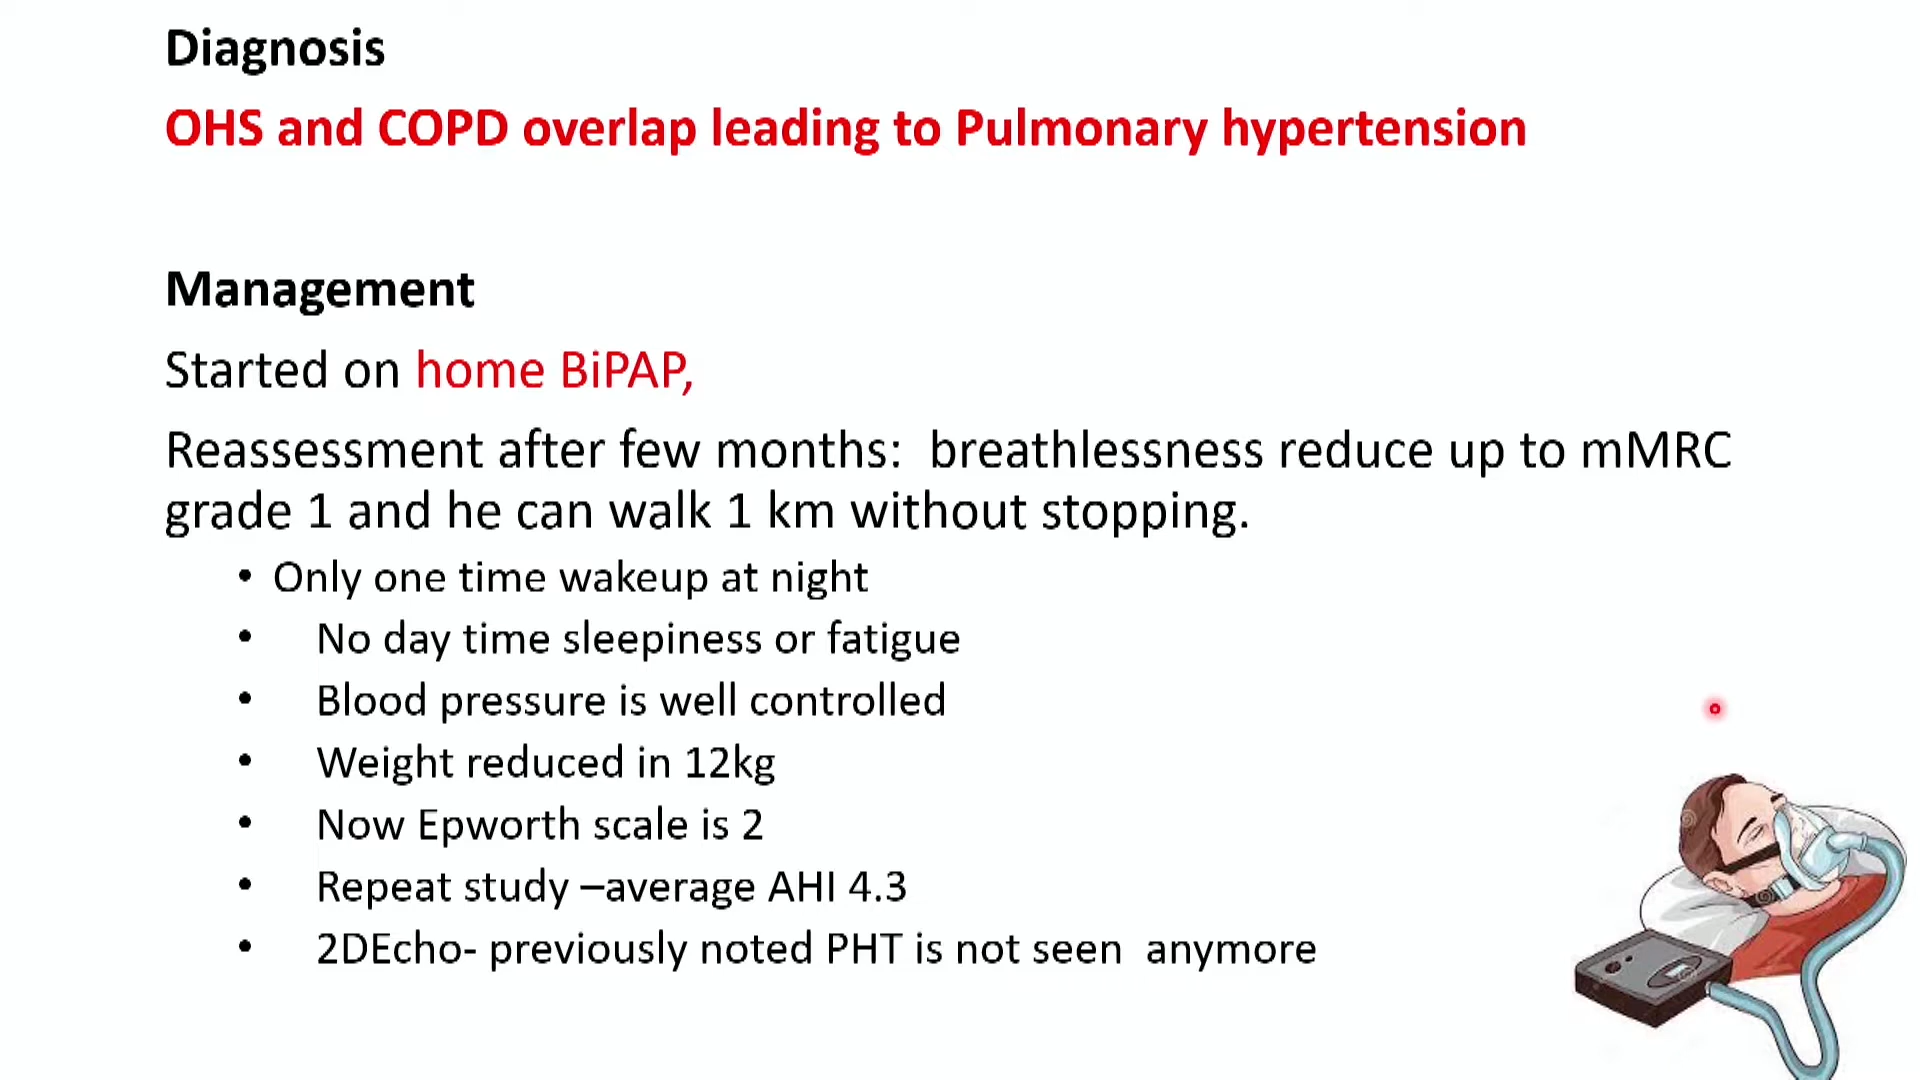 Diagnosis
OHS and COPD overlap leading to Pulmonary hypertension
Management
Started on home BiPAP,
Reassessment after few months:  breathlessness reduce up to mMRC
grade 1 and he can walk 1 km without stopping.
• Only one time wakeup at night
• No day time sleepiness or fatigue
• Blood pressure is well controlled
• Weight reduced in 12kg
• Now Epworth scale is 2
• Repeat study –average AHI 4.3
• 2DEcho- previously noted PHT is not seen  anymore